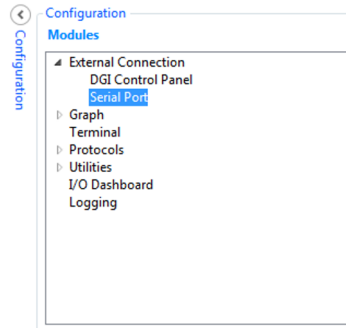 Configuration
Configuration
Modules
External Connection
DGI Control Panel
Serial Port
Graph
Terminal
Protocols
Utilities
I/O Dashboard
Logging